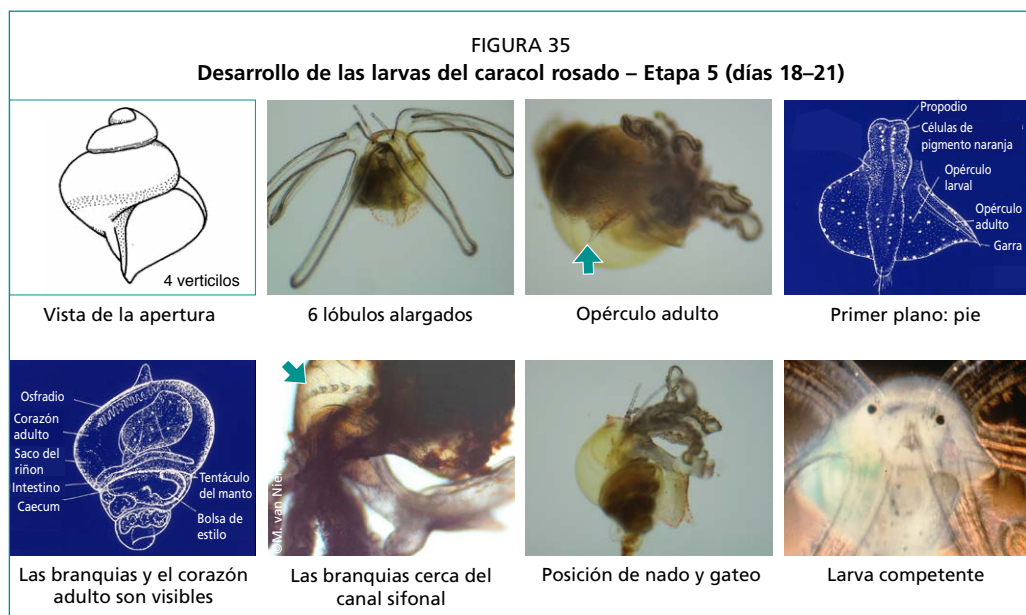 FIGURA 35
Desarrollo de las larvas del caracol rosado – Etapa 5 (días 18–21)
4 verticilos
Propodio
Células de
pigmento naranja
Opérculo
larval
Opérculo
adulto
Garra
Vista de la apertura
6 lóbulos alargados
Opérculo adulto
Primer plano: pie
Osfradio
Corazón
adulto
Saco del
riñon
Intestino
Caecum
Tentáculo
del manto
Bolsa de
estilo
©M. van Nie
Las branquias y el corazón
adulto son visibles
Las branquias cerca del
canal sifonal
Posición de nado y gateo
Larva competente